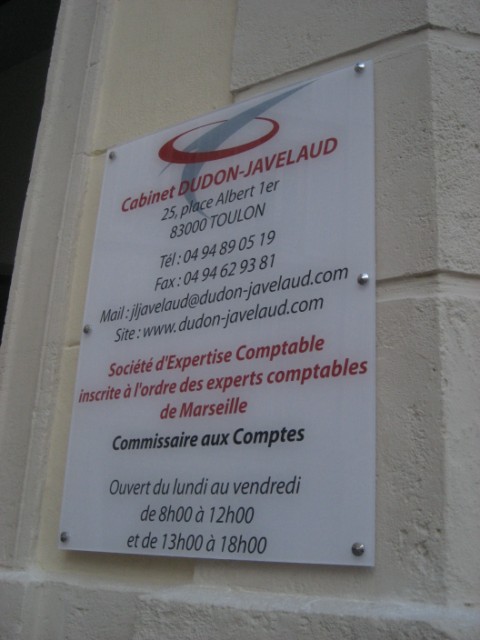 Cabinet DUDON-JAVELAUD
25, place Albert 1er
83000 TOULON
Tél : 04 94 89 05 19
Fax : 04 94 62 93 81
Mail : jljavelaud@dudon-javelaud.com
Site : www.dudon-javelaud.com
Société d'Expertise Comptable
inscrite à l'ordre des experts comptables
de Marseille
Commissaire aux Comptes
Ouvert du lundi au vendredi
de 8h00 à 12h00
et de 13h00 à 18h00